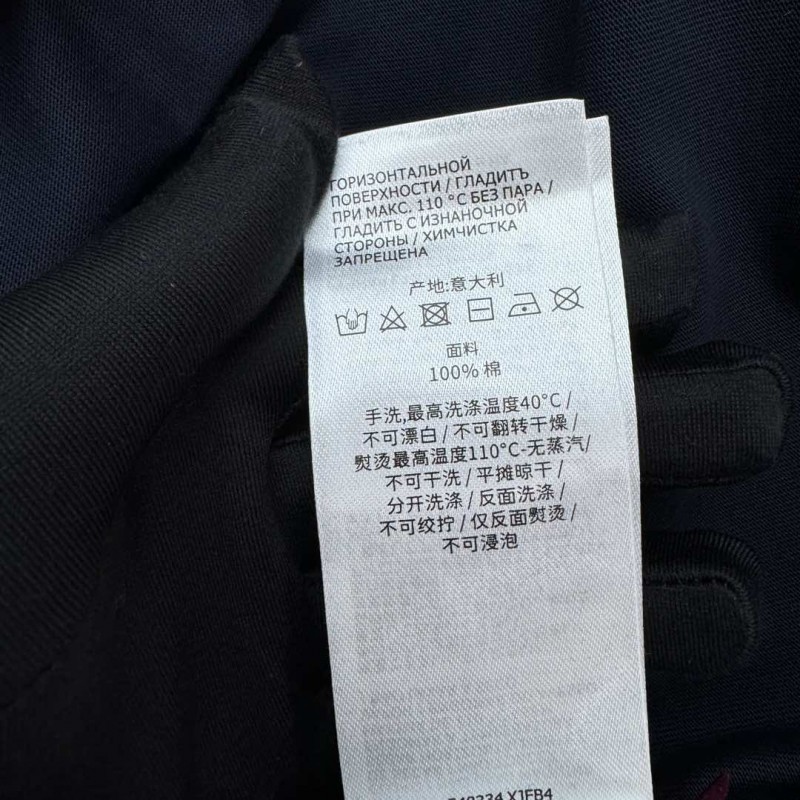 ГОРИЗОНТАЛЬНОЙ
ПОВЕРХНОСТИ / ГЛАДИТЪ
ПРИ МАКС. 110 °C БЕЗ ПАРА /
ГЛАДИТЬ С ИЗНАНОЧНОЙ
СТОРОНЫ / ХИМЧИСТКА
ЗАПРЕЩЕНА
产地:意大利
面料
100% 棉
手洗,最高洗涤温度40°C /
不可漂白 / 不可翻转干燥 /
熨烫最高温度110°C-无蒸汽/
不可干洗 / 平摊晾干 /
分开洗涤 / 反面洗涤 /
不可绞拧 / 仅反面熨烫 /
不可浸泡
X1FB4